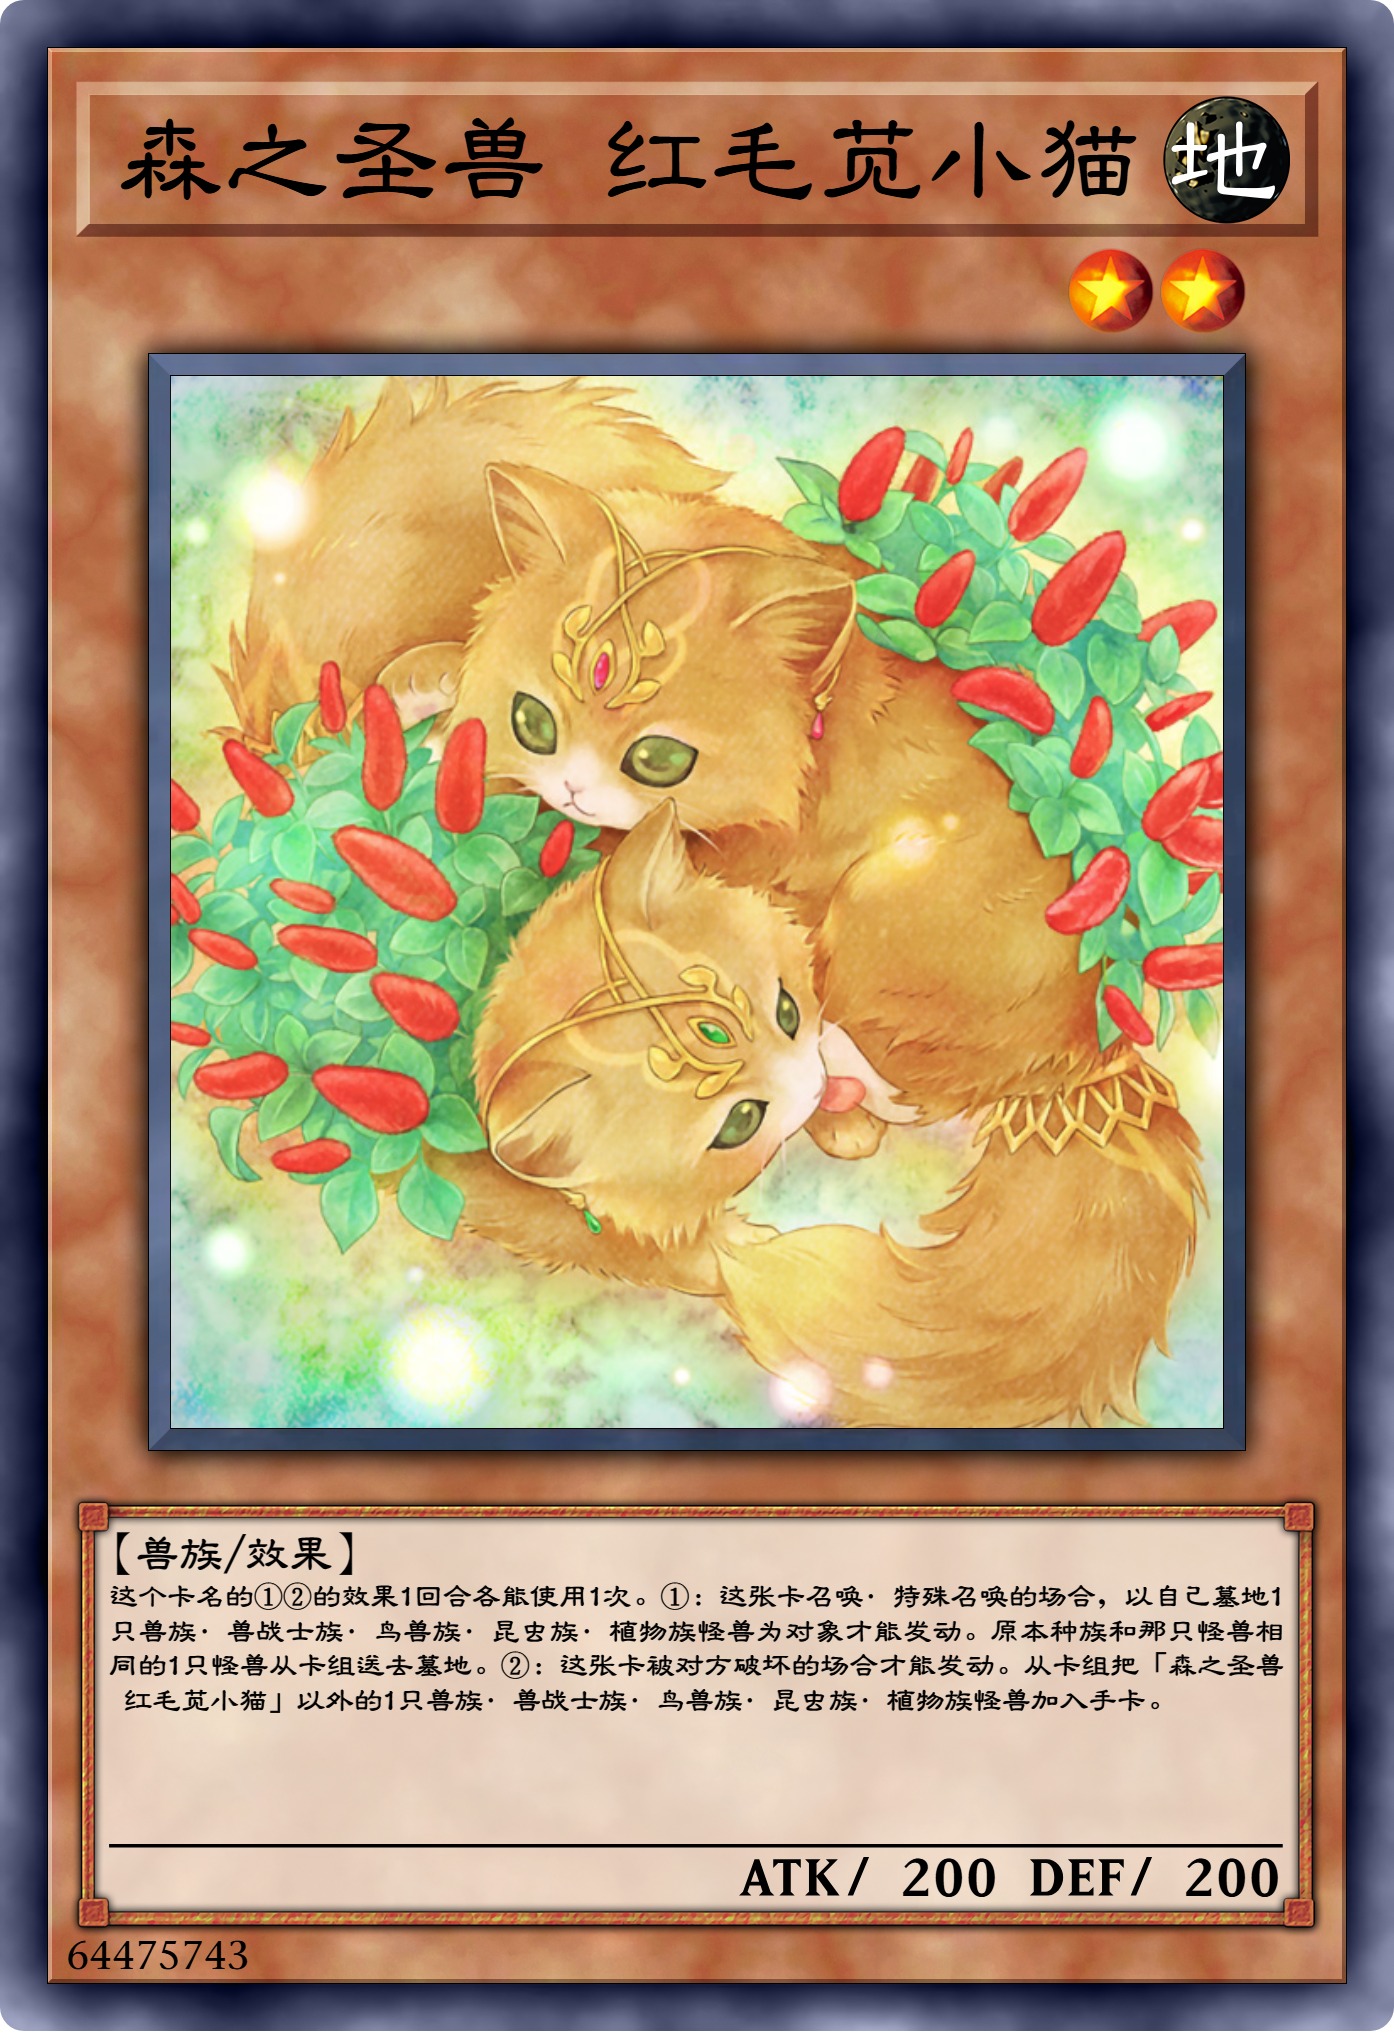 森之圣兽 红毛苋小猫 地
【兽族/效果】
这个卡名的①②的效果1回合各能使用1次。①：这张卡召唤·特殊召唤的场合，以自己墓地1
只兽族·兽战士族·鸟兽族·昆虫族·植物族怪兽为对象才能发动。原本种族和那只怪兽相
同的1只怪兽从卡组送去墓地。②：这张卡被对方破坏的场合才能发动。从卡组把「森之圣兽
红毛苋小猫」以外的1只兽族·兽战士族·鸟兽族·昆虫族·植物族怪兽加入手卡。
ATK/ 200 DEF/ 200
64475743